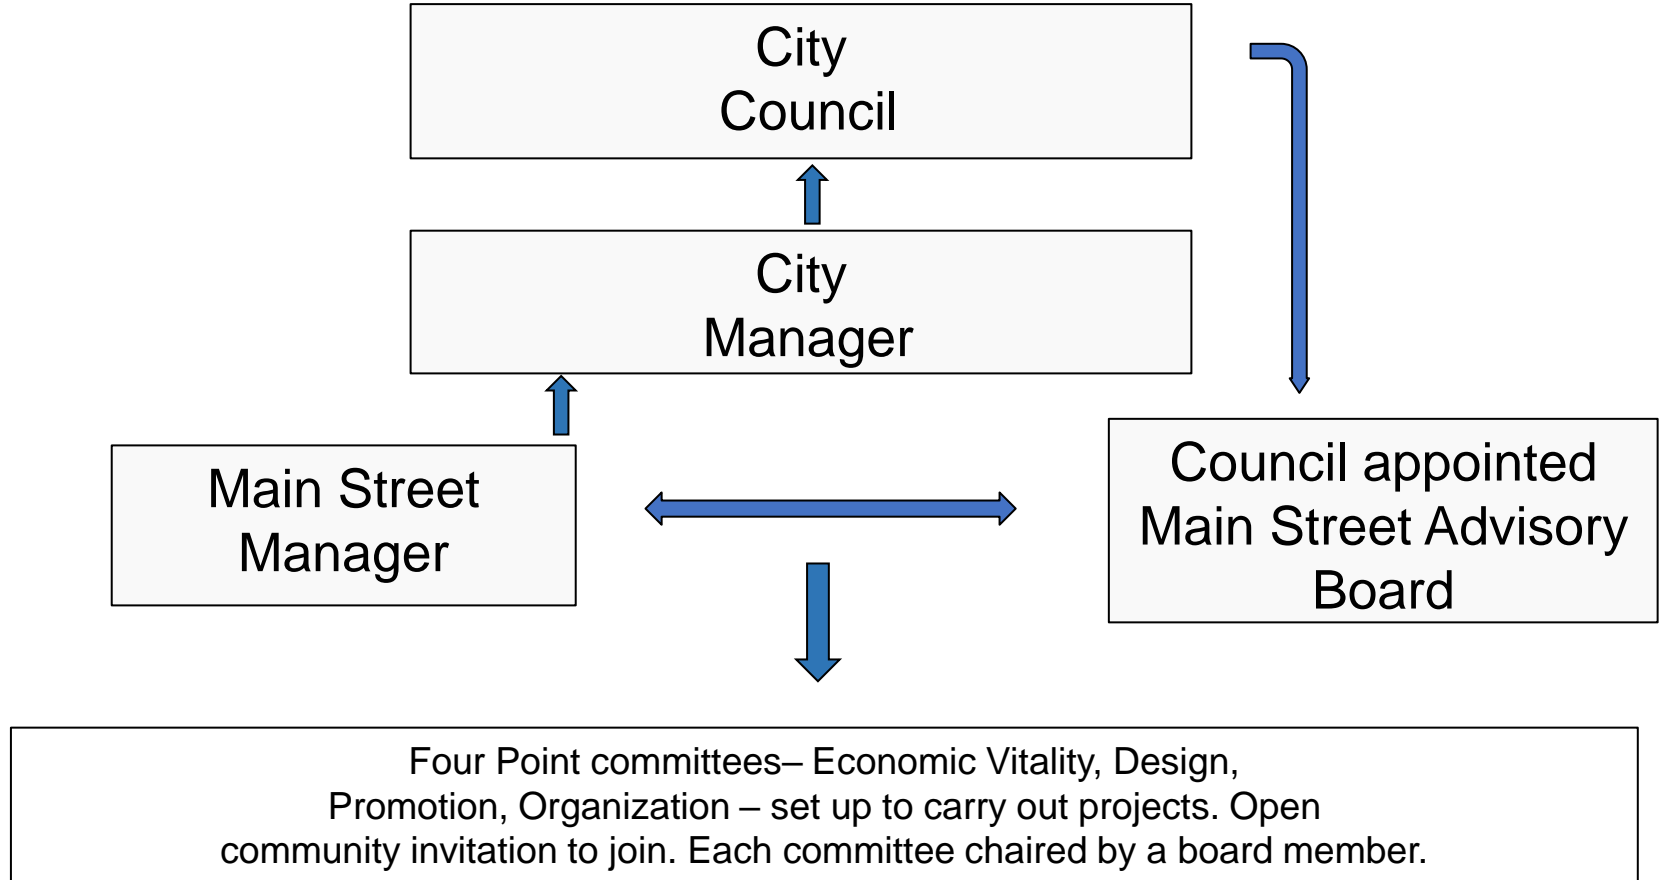 City
Council
City
Manager
Main Street
Manager
Council appointed
Main Street Advisory
Board
Four Point committees– Economic Vitality, Design,
Promotion, Organization – set up to carry out projects. Open
community invitation to join. Each committee chaired by a board member.